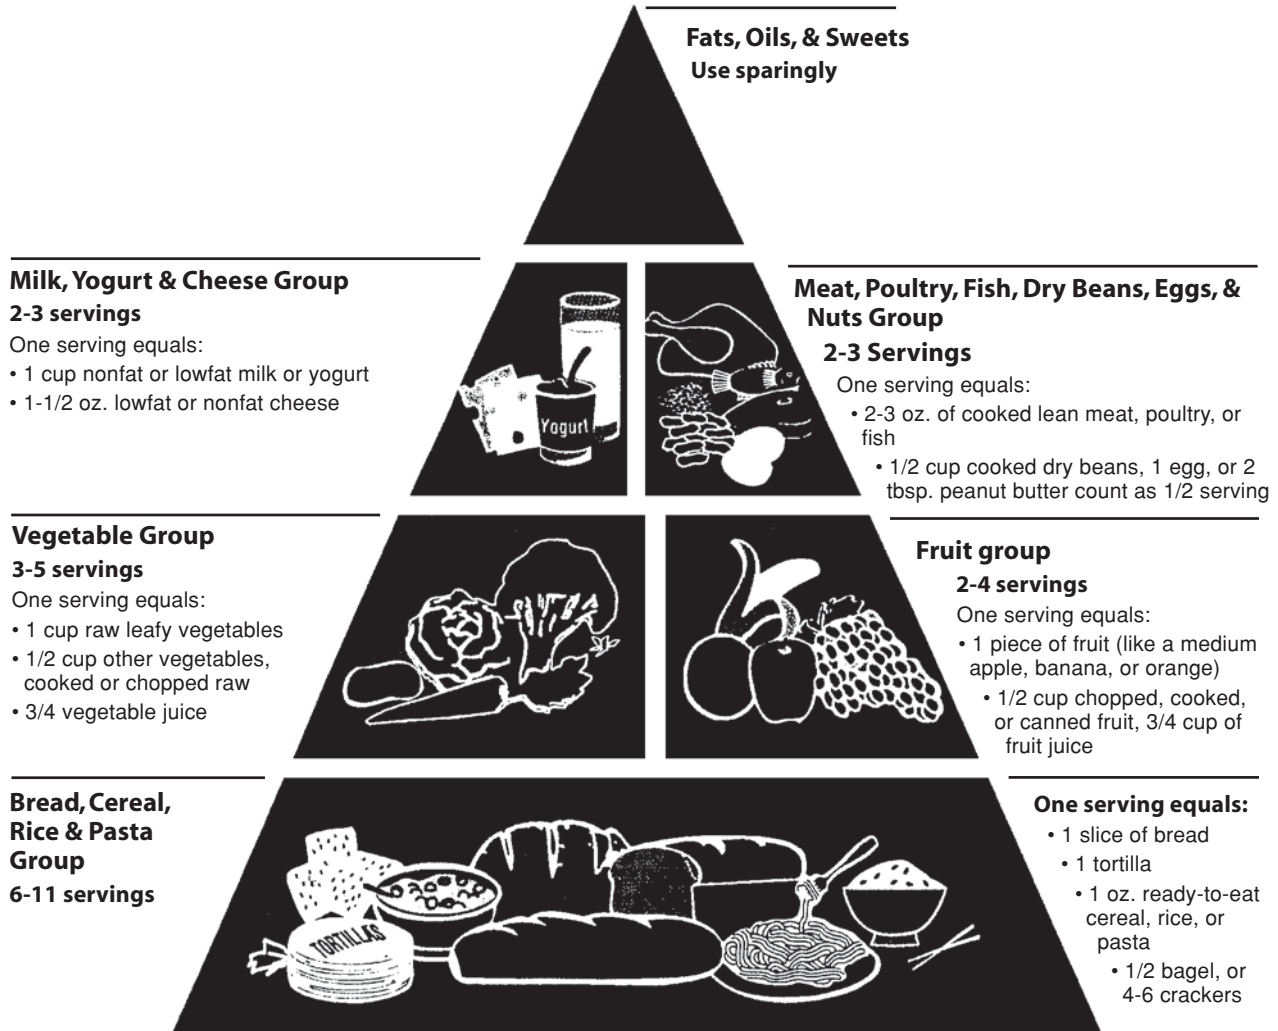 Fats, Oils, & Sweets
Use sparingly
Milk, Yogurt & Cheese Group
2-3 servings
One serving equals:
• 1 cup nonfat or lowfat milk or yogurt
• 1-1/2 oz. lowfat or nonfat cheese
Yogurt
Meat, Poultry, Fish, Dry Beans, Eggs, &
Nuts Group
2-3 Servings
One serving equals:
• 2-3 oz. of cooked lean meat, poultry, or
fish
• 1/2 cup cooked dry beans, 1 egg, or 2
tbsp. peanut butter count as 1/2 serving
Vegetable Group
3-5 servings
One serving equals:
• 1 cup raw leafy vegetables
• 1/2 cup other vegetables,
cooked or chopped raw
• 3/4 vegetable juice
Fruit group
2-4 servings
One serving equals:
• 1 piece of fruit (like a medium
apple, banana, or orange)
• 1/2 cup chopped, cooked,
or canned fruit, 3/4 cup of
fruit juice
Bread, Cereal,
Rice & Pasta
Group
6-11 servings
TORTILLAS
One serving equals:
• 1 slice of bread
• 1 tortilla
• 1 oz. ready-to-eat
cereal, rice, or
pasta
• 1/2 bagel, or
4-6 crackers